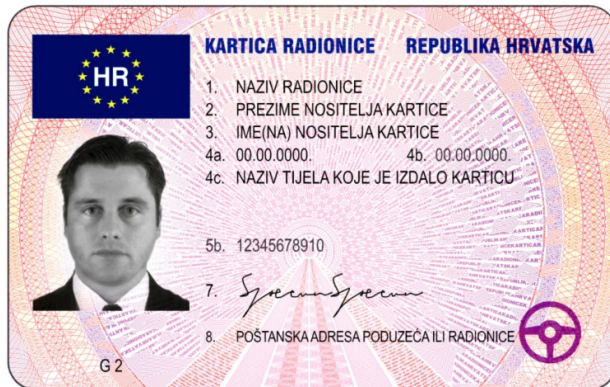 HR
KARTICA RADIONICE REPUBLIKA HRVATSKA
1. NAZIV RADIONICE
2. PREZIME NOSITELJA KARTICE
3. IME(NA) NOSITELJA KARTICE
4a. 00.00.0000. 4b. 00.00.0000.
4c. NAZIV TIJELA KOJE JE IZDALO KARTICU
5b. 12345678910
7.
8. POŠTANSKA ADRESA PODUZEĆA ILI RADIONICE
G 2